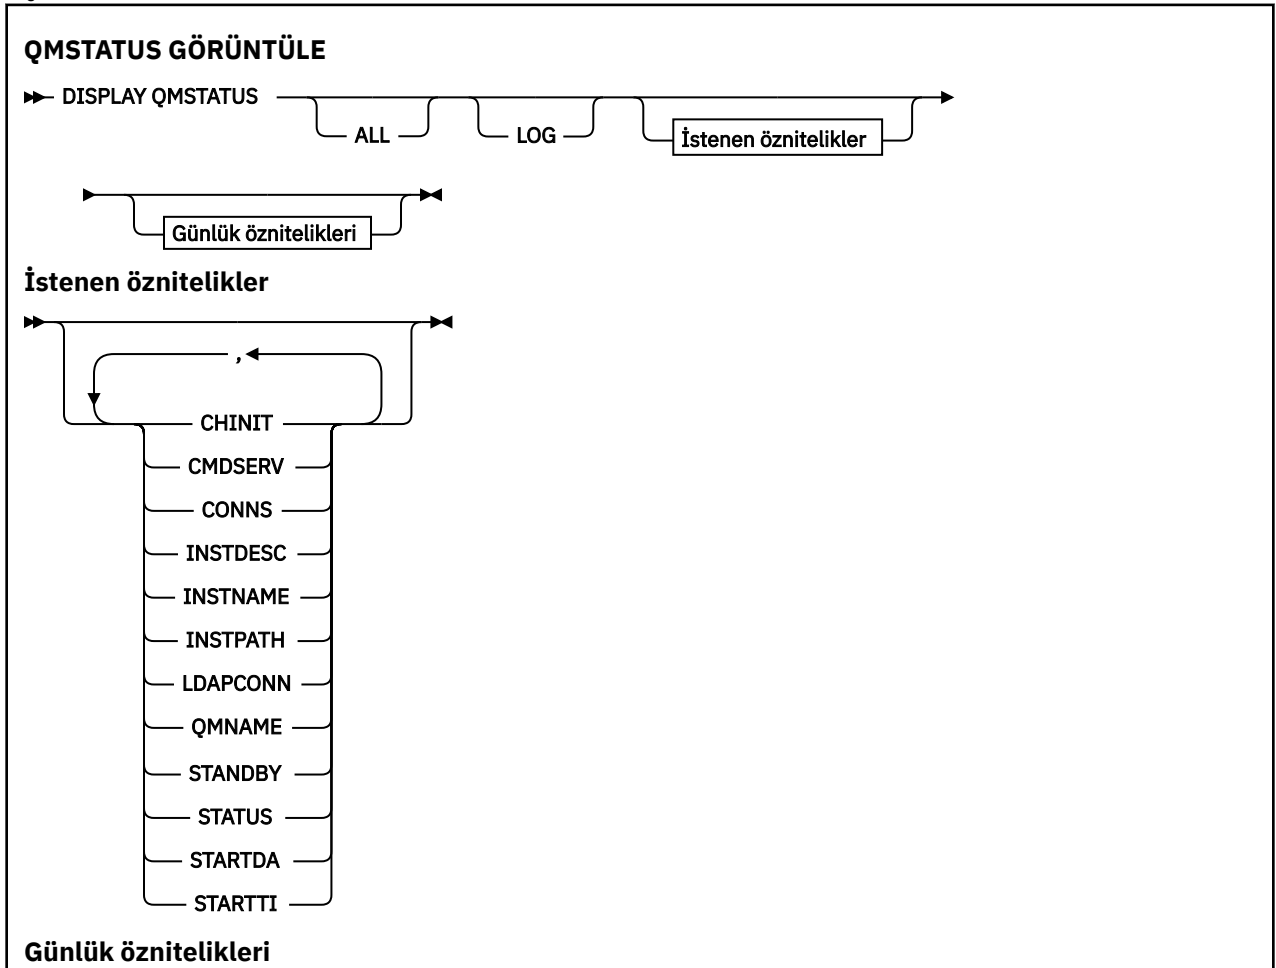 QMSTATUS GÖRÜNTÜLE
DISPLAY QMSTATUS
ALL
LOG
İstenen öznitelikler
Günlük öznitelikleri
İstenen öznitelikler
,
CHINIT
CMDSERV
CONNS
INSTDESC
INSTNAME
INSTPATH
LDAPCONN
QMNAME
STANDBY
STATUS
STARTDA
STARTTI
Günlük öznitelikleri